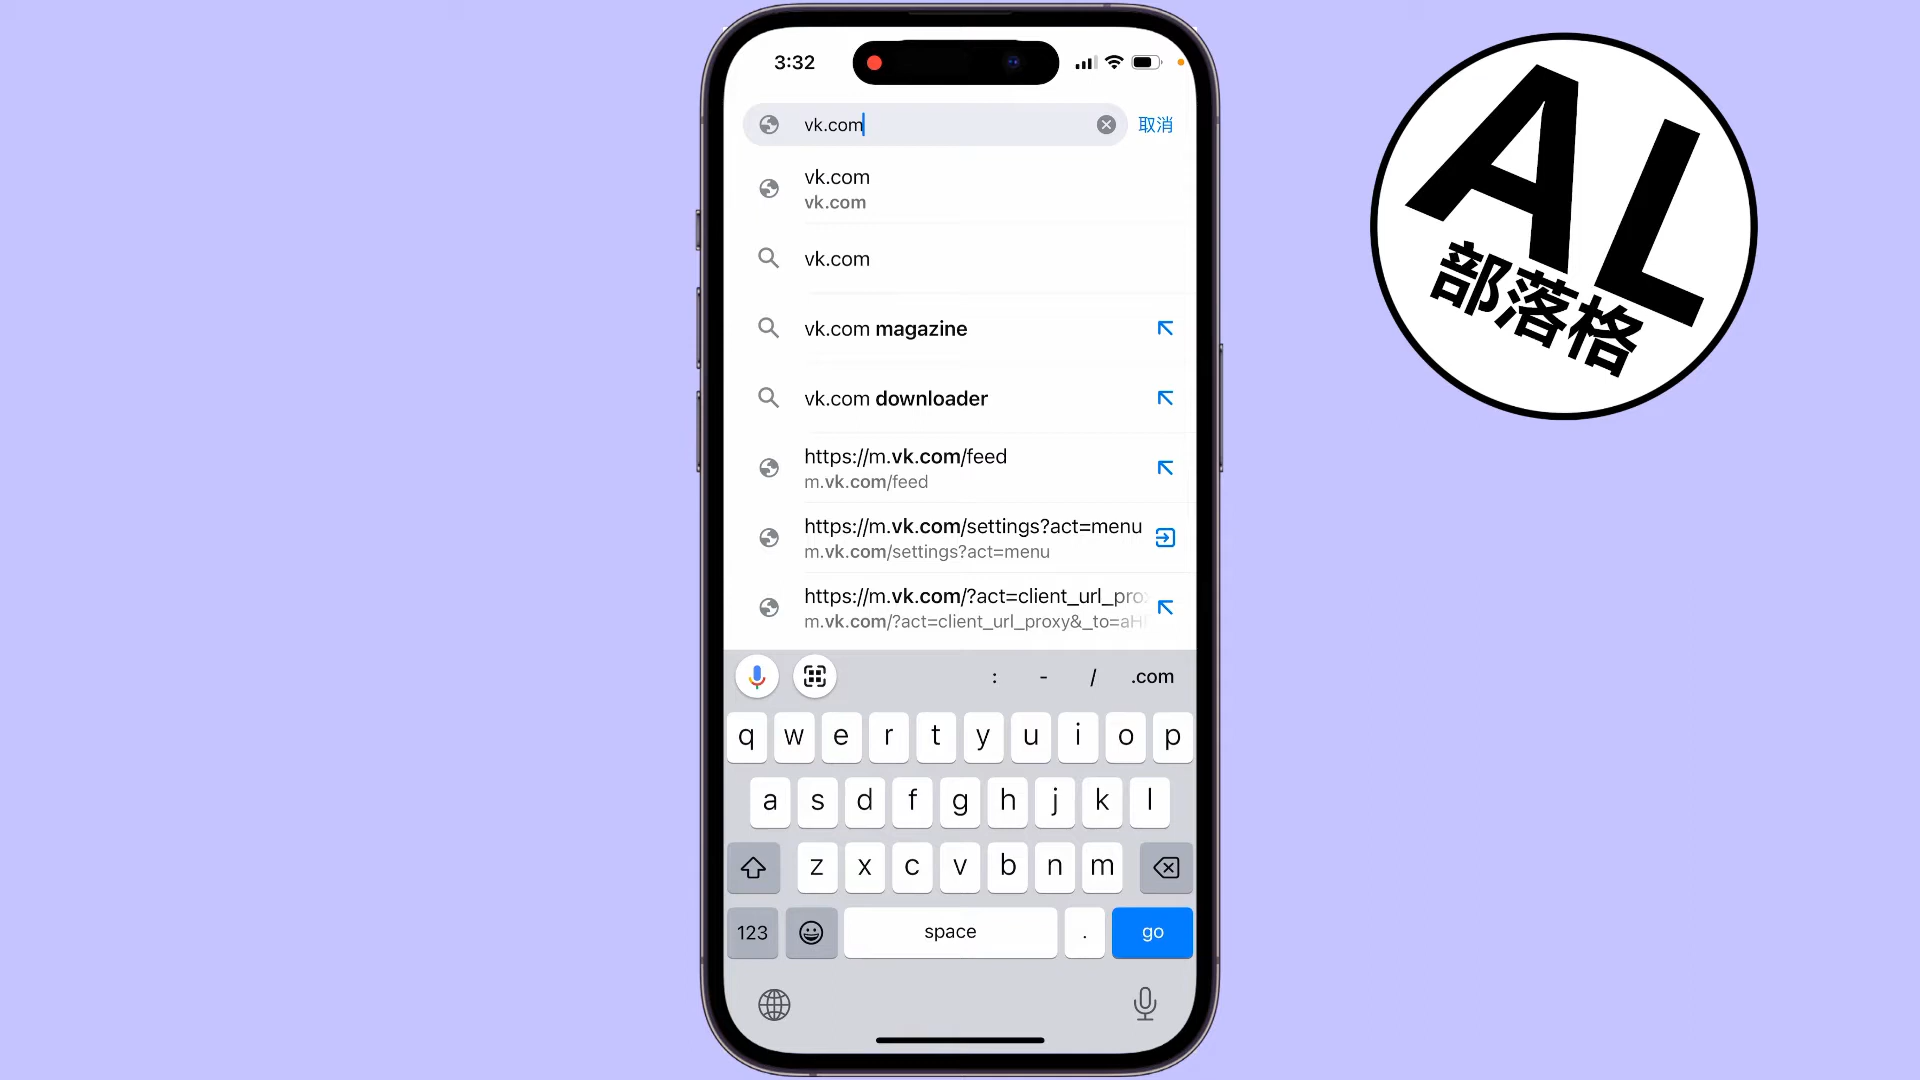 3:32
vk.com
取消
vk.com
vk.com
vk.com
vk.com magazine
vk.com downloader
https://m.vk.com/feed
m.vk.com/feed
https://m.vk.com/settings?act=menu
m.vk.com/settings?act=menu
https://m.vk.com/?act=client_url_prox
m.vk.com/?act=client_url_proxy&_to=aH
: - / .com
q w e r t y u i o p
a s d f g h j k l
z x c v b n m
123 space . go
AL
部落格